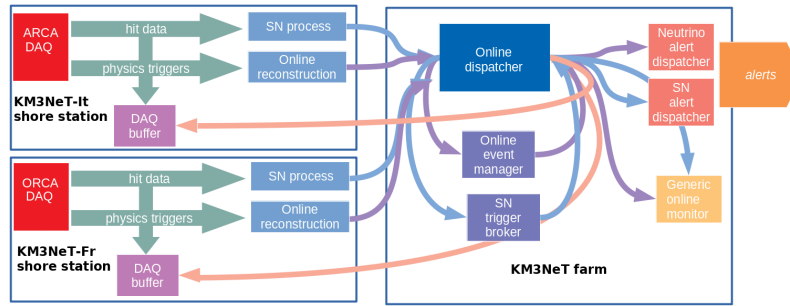 ARCA
DAQ
hit data
physics triggers
SN process
Online
reconstruction
KM3NeT-It
shore station
DAQ
buffer
ORCA
DAQ
hit data
physics triggers
SN process
Online
reconstruction
KM3NeT-Fr
shore station
DAQ
buffer
Online
dispatcher
Online
event
manager
SN
trigger
broker
KM3NeT farm
Neutrino
alert
dispatcher
SN
alert
dispatcher
Generic
online
monitor
alerts